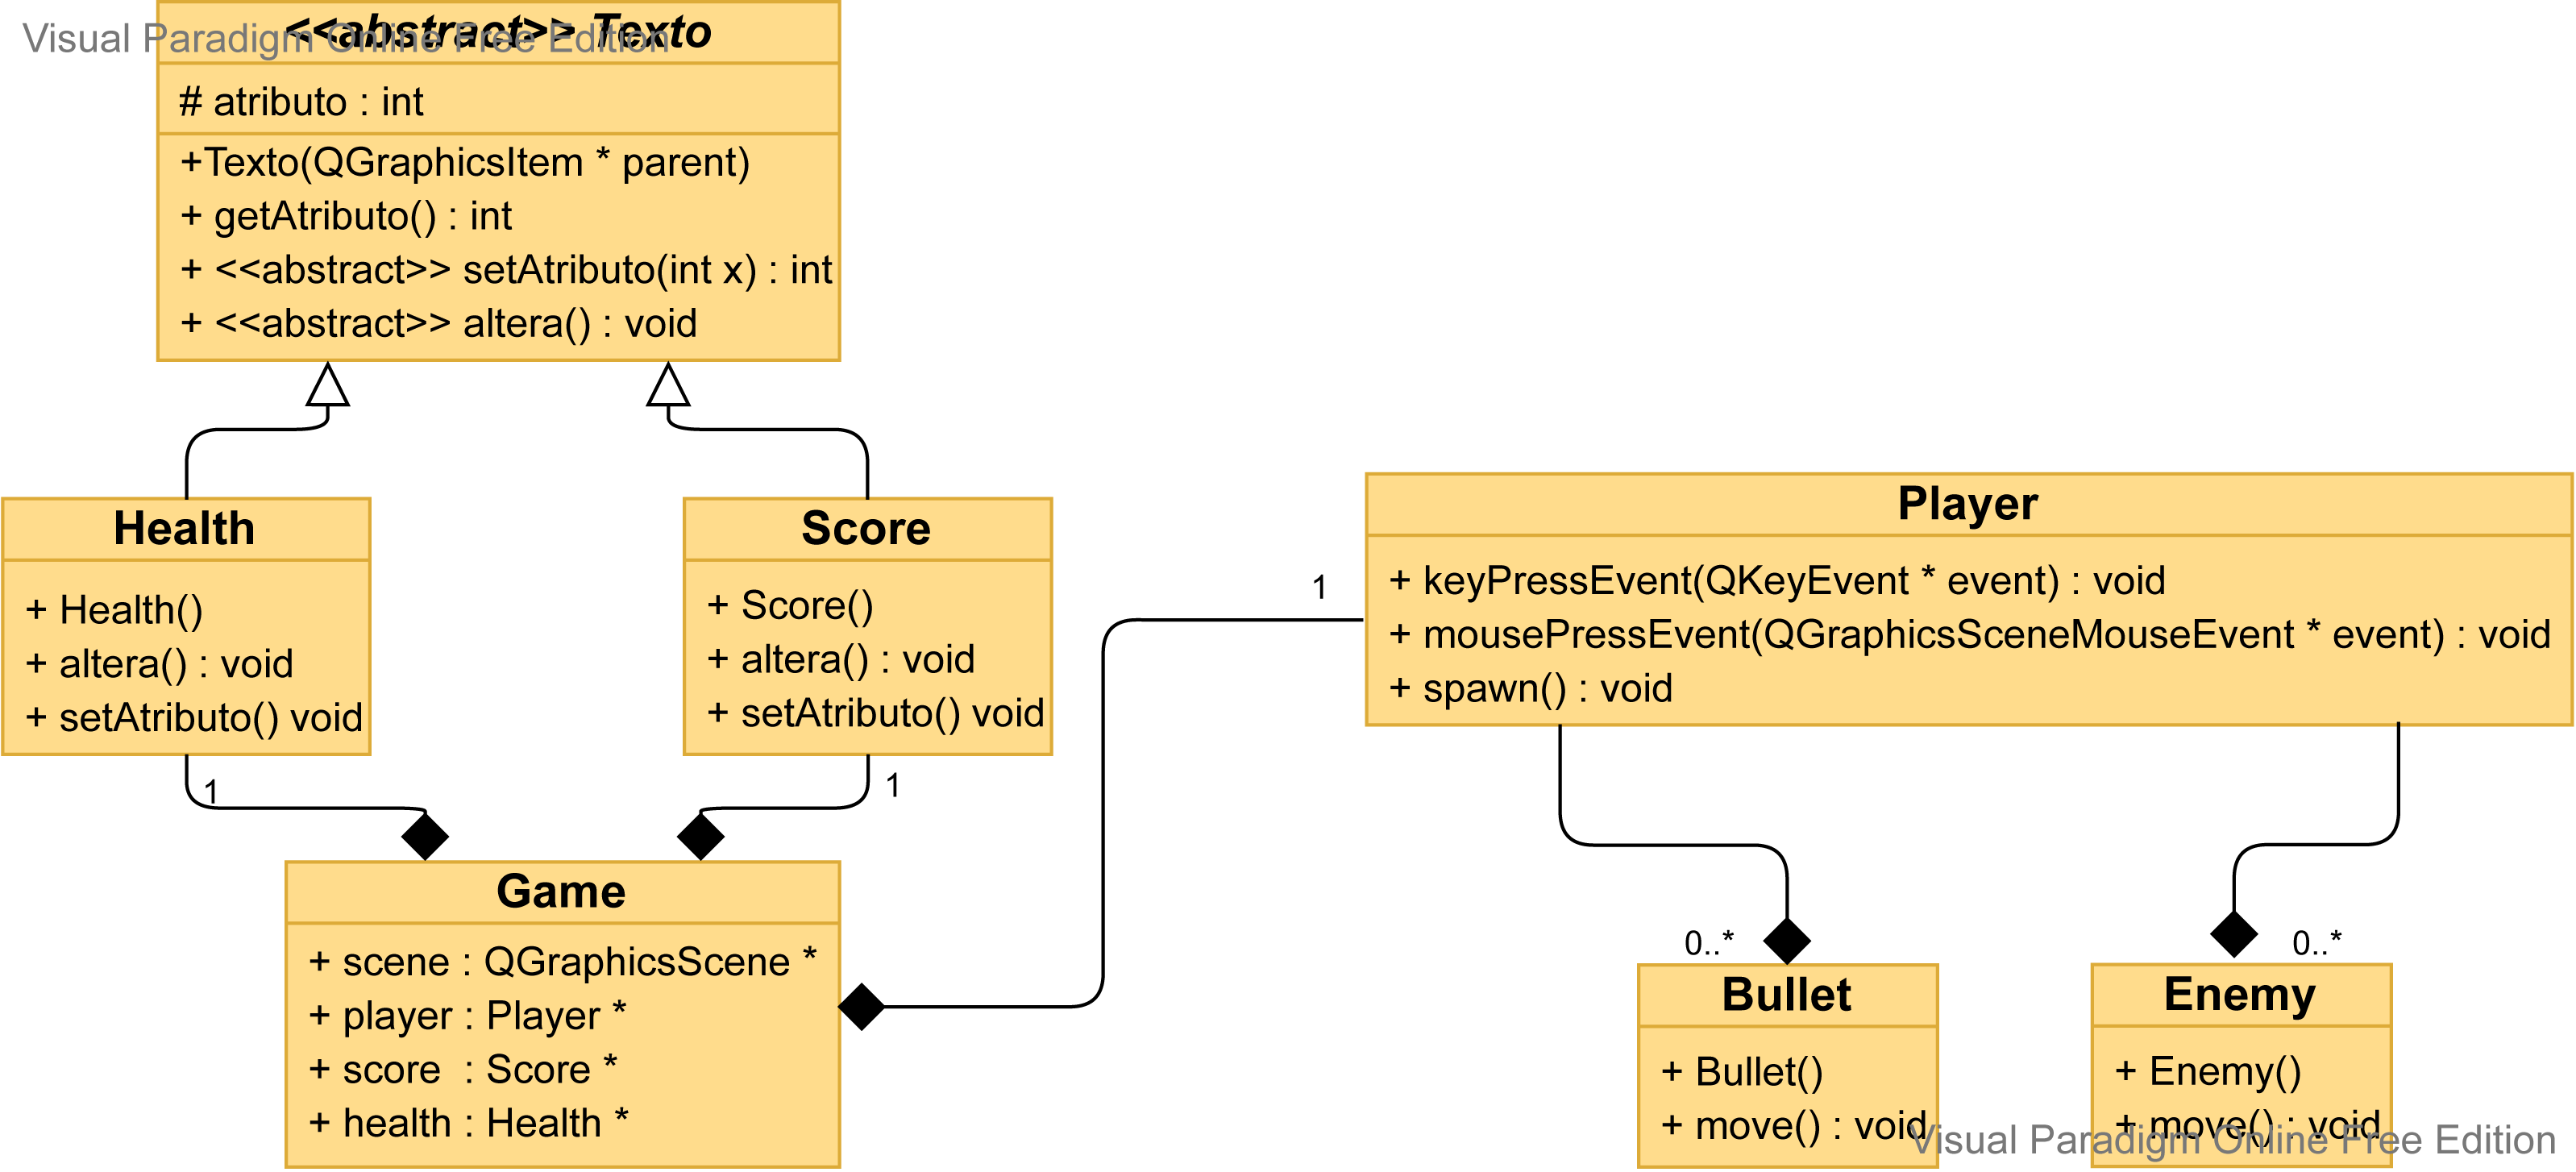 Visual Paradigm Online Free Edition
<<abstract>> Texto
# atributo : int
+Texto(QGraphicsItem * parent)
+ getAtributo() : int
+ <<abstract>> setAtributo(int x) : int
+ <<abstract>> altera() : void
Health
+ Health()
+ altera() : void
+ setAtributo() void
1
Score
+ Score()
+ altera() : void
+ setAtributo() void
1
Player
+ keyPressEvent(QKeyEvent * event) : void
+ mousePressEvent(QGraphicsSceneMouseEvent * event) : void
+ spawn() : void
1
Game
+ scene : QGraphicsScene *
+ player : Player *
+ score : Score *
+ health : Health *
0..*
Bullet
+ Bullet()
+ move() : void
0..*
Enemy
+ Enemy()
+ move() : void
Visual Paradigm Online Free Edition